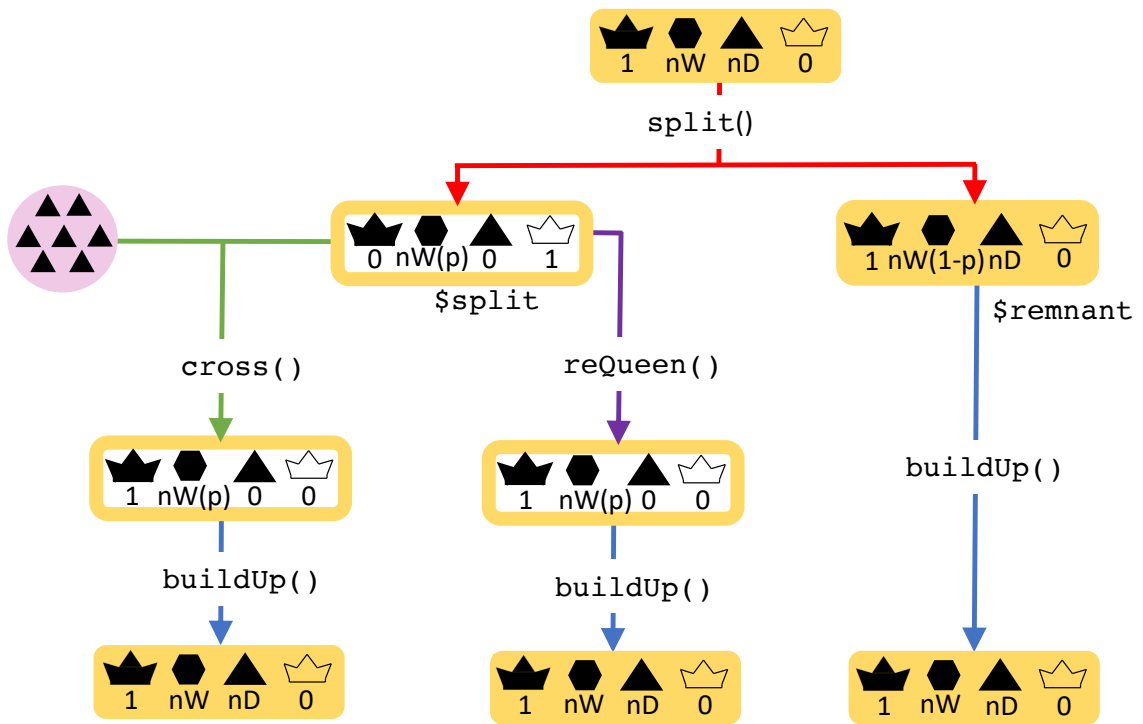 1 nW nD 0
split()
0 nW(p) 0 1
$split
1 nW(1-p) nD 0
$remnant
cross()
reQueen()
1 nW(p) 0 0
1 nW(p) 0 0
buildUp()
buildUp()
buildUp()
1 nW nD 0
1 nW nD 0
1 nW nD 0